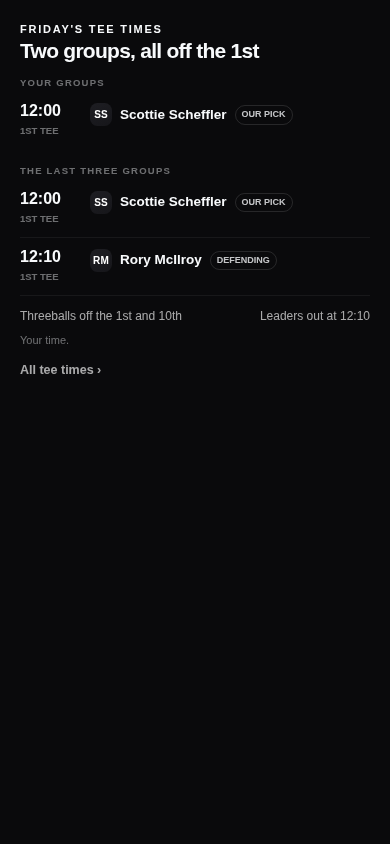 FRIDAY'S TEE TIMES
Two groups, all off the 1st
YOUR GROUPS
12:00 SS Scottie Scheffler OUR PICK
1ST TEE
THE LAST THREE GROUPS
12:00 SS Scottie Scheffler OUR PICK
1ST TEE
12:10 RM Rory McIlroy DEFENDING
1ST TEE
Threeballs off the 1st and 10th Leaders out at 12:10
Your time.
All tee times ›